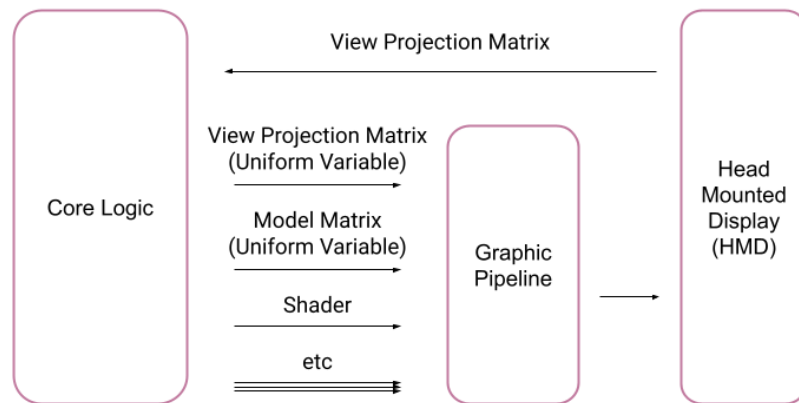 View Projection Matrix
View Projection Matrix
(Uniform Variable)
Core Logic
Model Matrix
(Uniform Variable)
Shader
etc
Graphic
Pipeline
Head
Mounted
Display
(HMD)